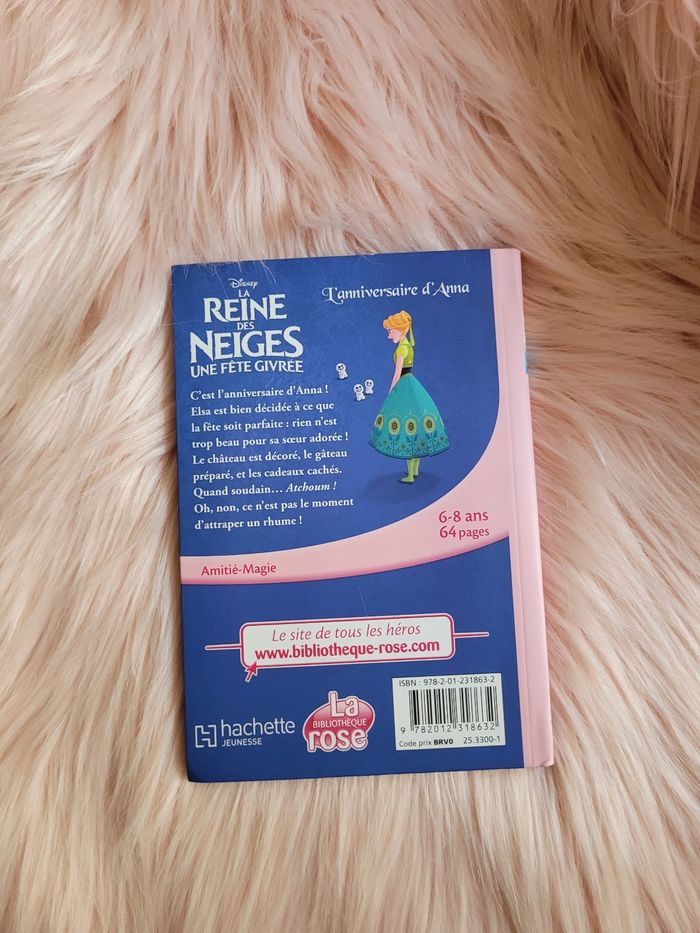 Disney
LA
REINE
DES
NEIGES
UNE FÊTE GIVRÉE
L'anniversaire d'Anna
C'est l'anniversaire d'Anna !
Elsa est bien décidée à ce que
la fête soit parfaite : rien n'est
trop beau pour sa sœur adorée !
Le château est décoré, le gâteau
préparé, et les cadeaux cachés.
Quand soudain... Atchoum !
Oh, non, ce n'est pas le moment
d'attraper un rhume !
6-8 ans
64 pages
Amitié-Magie
Le site de tous les héros
www.bibliotheque-rose.com
hachette
JEUNESSE
La
BIBLIOTHÈQUE
rose
ISBN : 978-2-01-231863-2
9 782012 318632
Code prix BRV0 25.3300-1